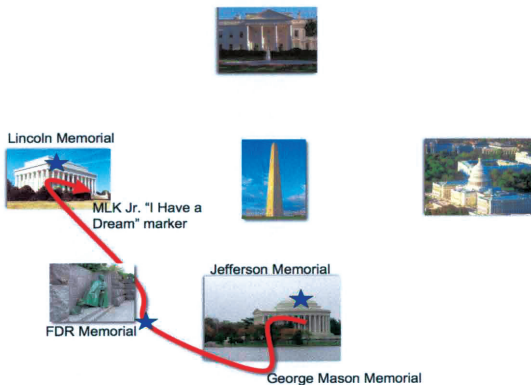 Lincoln Memorial
MLK Jr. "I Have a
Dream" marker
Jefferson Memorial
FDR Memorial
George Mason Memorial